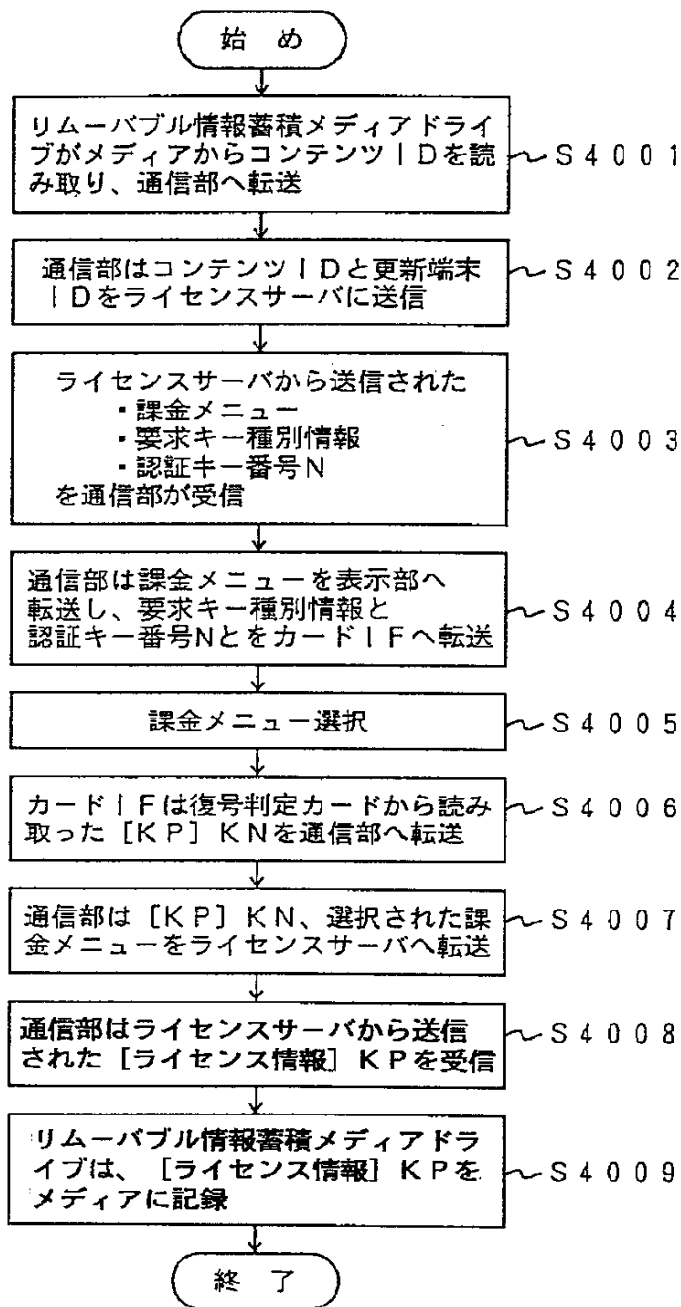 始 め
リムーバブル情報蓄積メディアドライ
ブがメディアからコンテンツＩＤを読
み取り、通信部へ転送
Ｓ４００１
通信部はコンテンツＩＤと更新端末
ＩＤをライセンスサーバに送信
Ｓ４００２
ライセンスサーバから送信された
・課金メニュー
・要求キー種別情報
・認証キー番号Ｎ
を通信部が受信
Ｓ４００３
通信部は課金メニューを表示部へ
転送し、要求キー種別情報と
認証キー番号NとをカードＩＦへ転送
Ｓ４００４
課金メニュー選択
Ｓ４００５
カードＩＦは復号判定カードから読み
取った［ＫＰ］ＫＮを通信部へ転送
Ｓ４００６
通信部は［ＫＰ］ＫＮ、選択された課
金メニューをライセンスサーバへ転送
Ｓ４００７
通信部はライセンスサーバから送信
された［ライセンス情報］ＫＰを受信
Ｓ４００８
リムーバブル情報蓄積メディアドラ
イブは、［ライセンス情報］ＫＰを
メディアに記録
Ｓ４００９
終 了